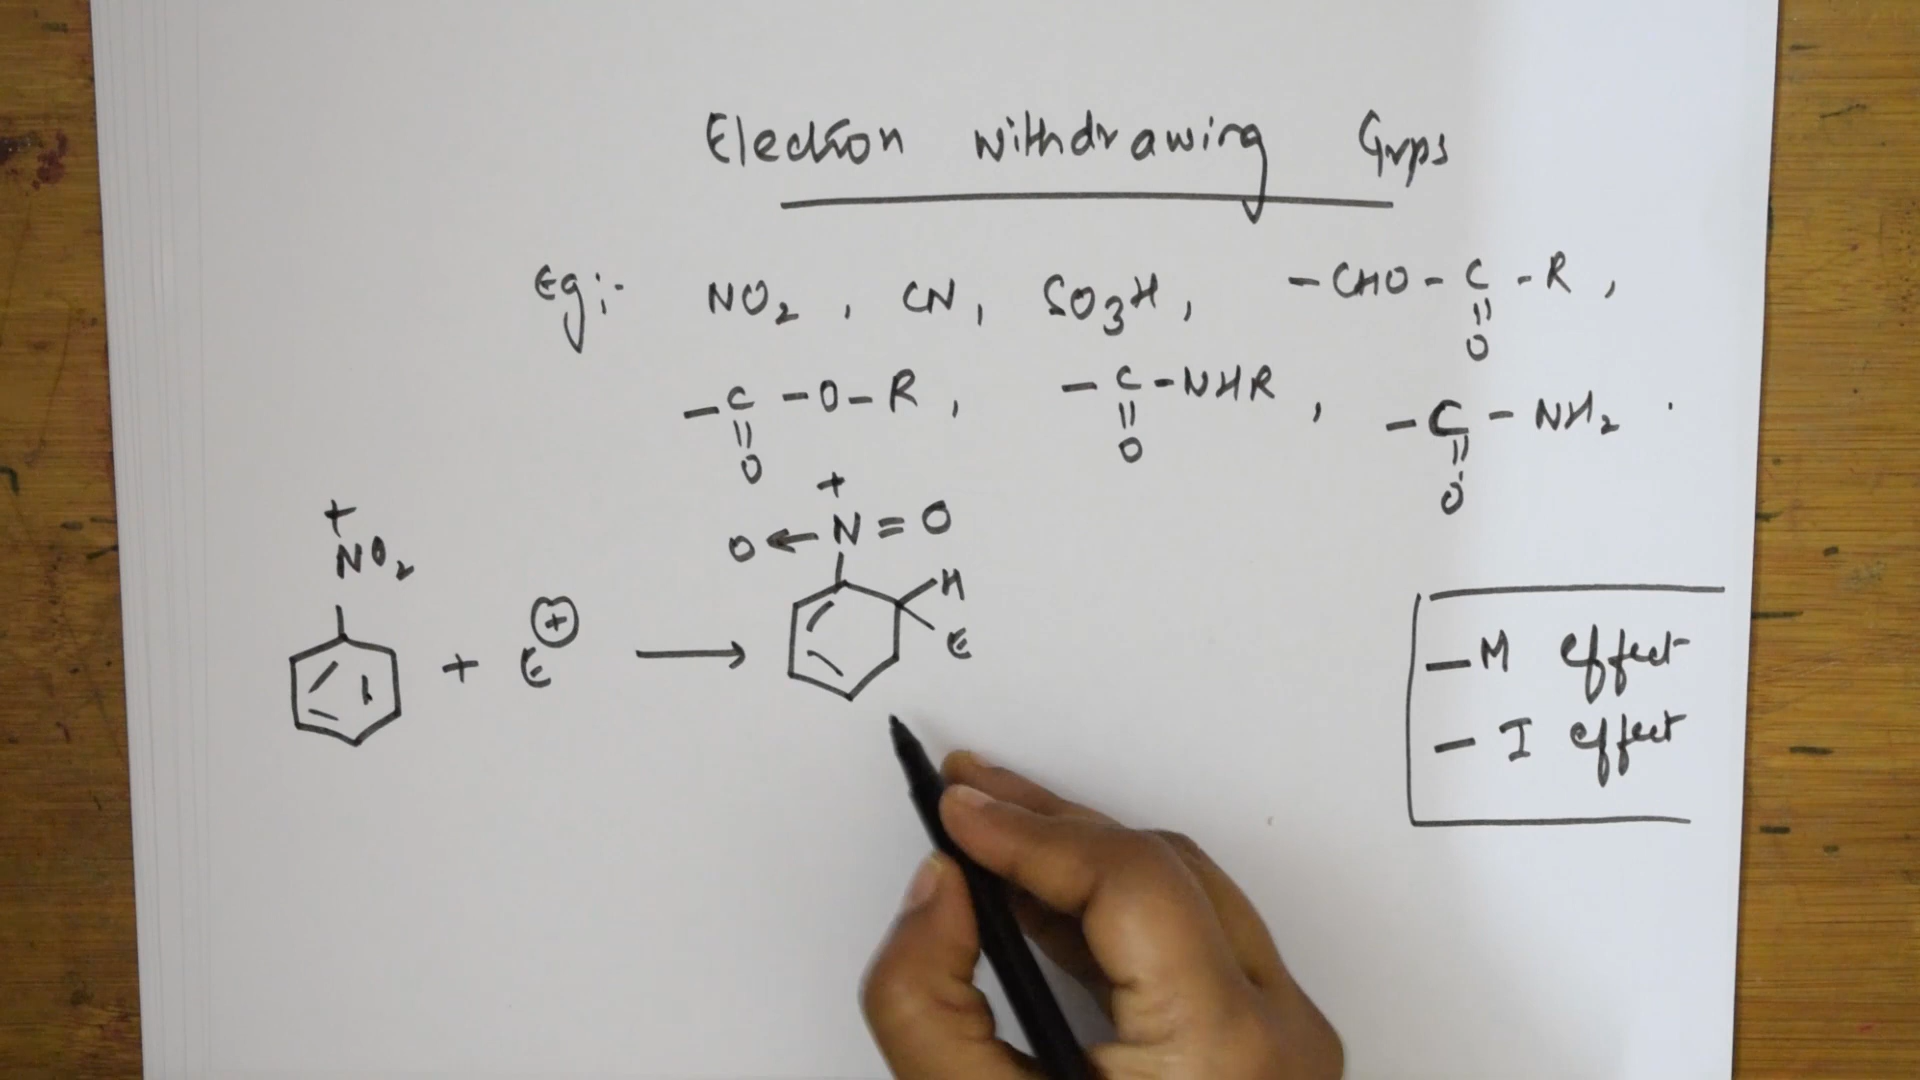 Electron withdrawing Grps
Eg:- NO2, CN, SO3H, -CHO - C - R,
|| O
- C - O - R, - C - NHR, - C - NH2.
|| O || O || O
+ NO2 + E + → O ← N + = O H E
- M effect
- I effect